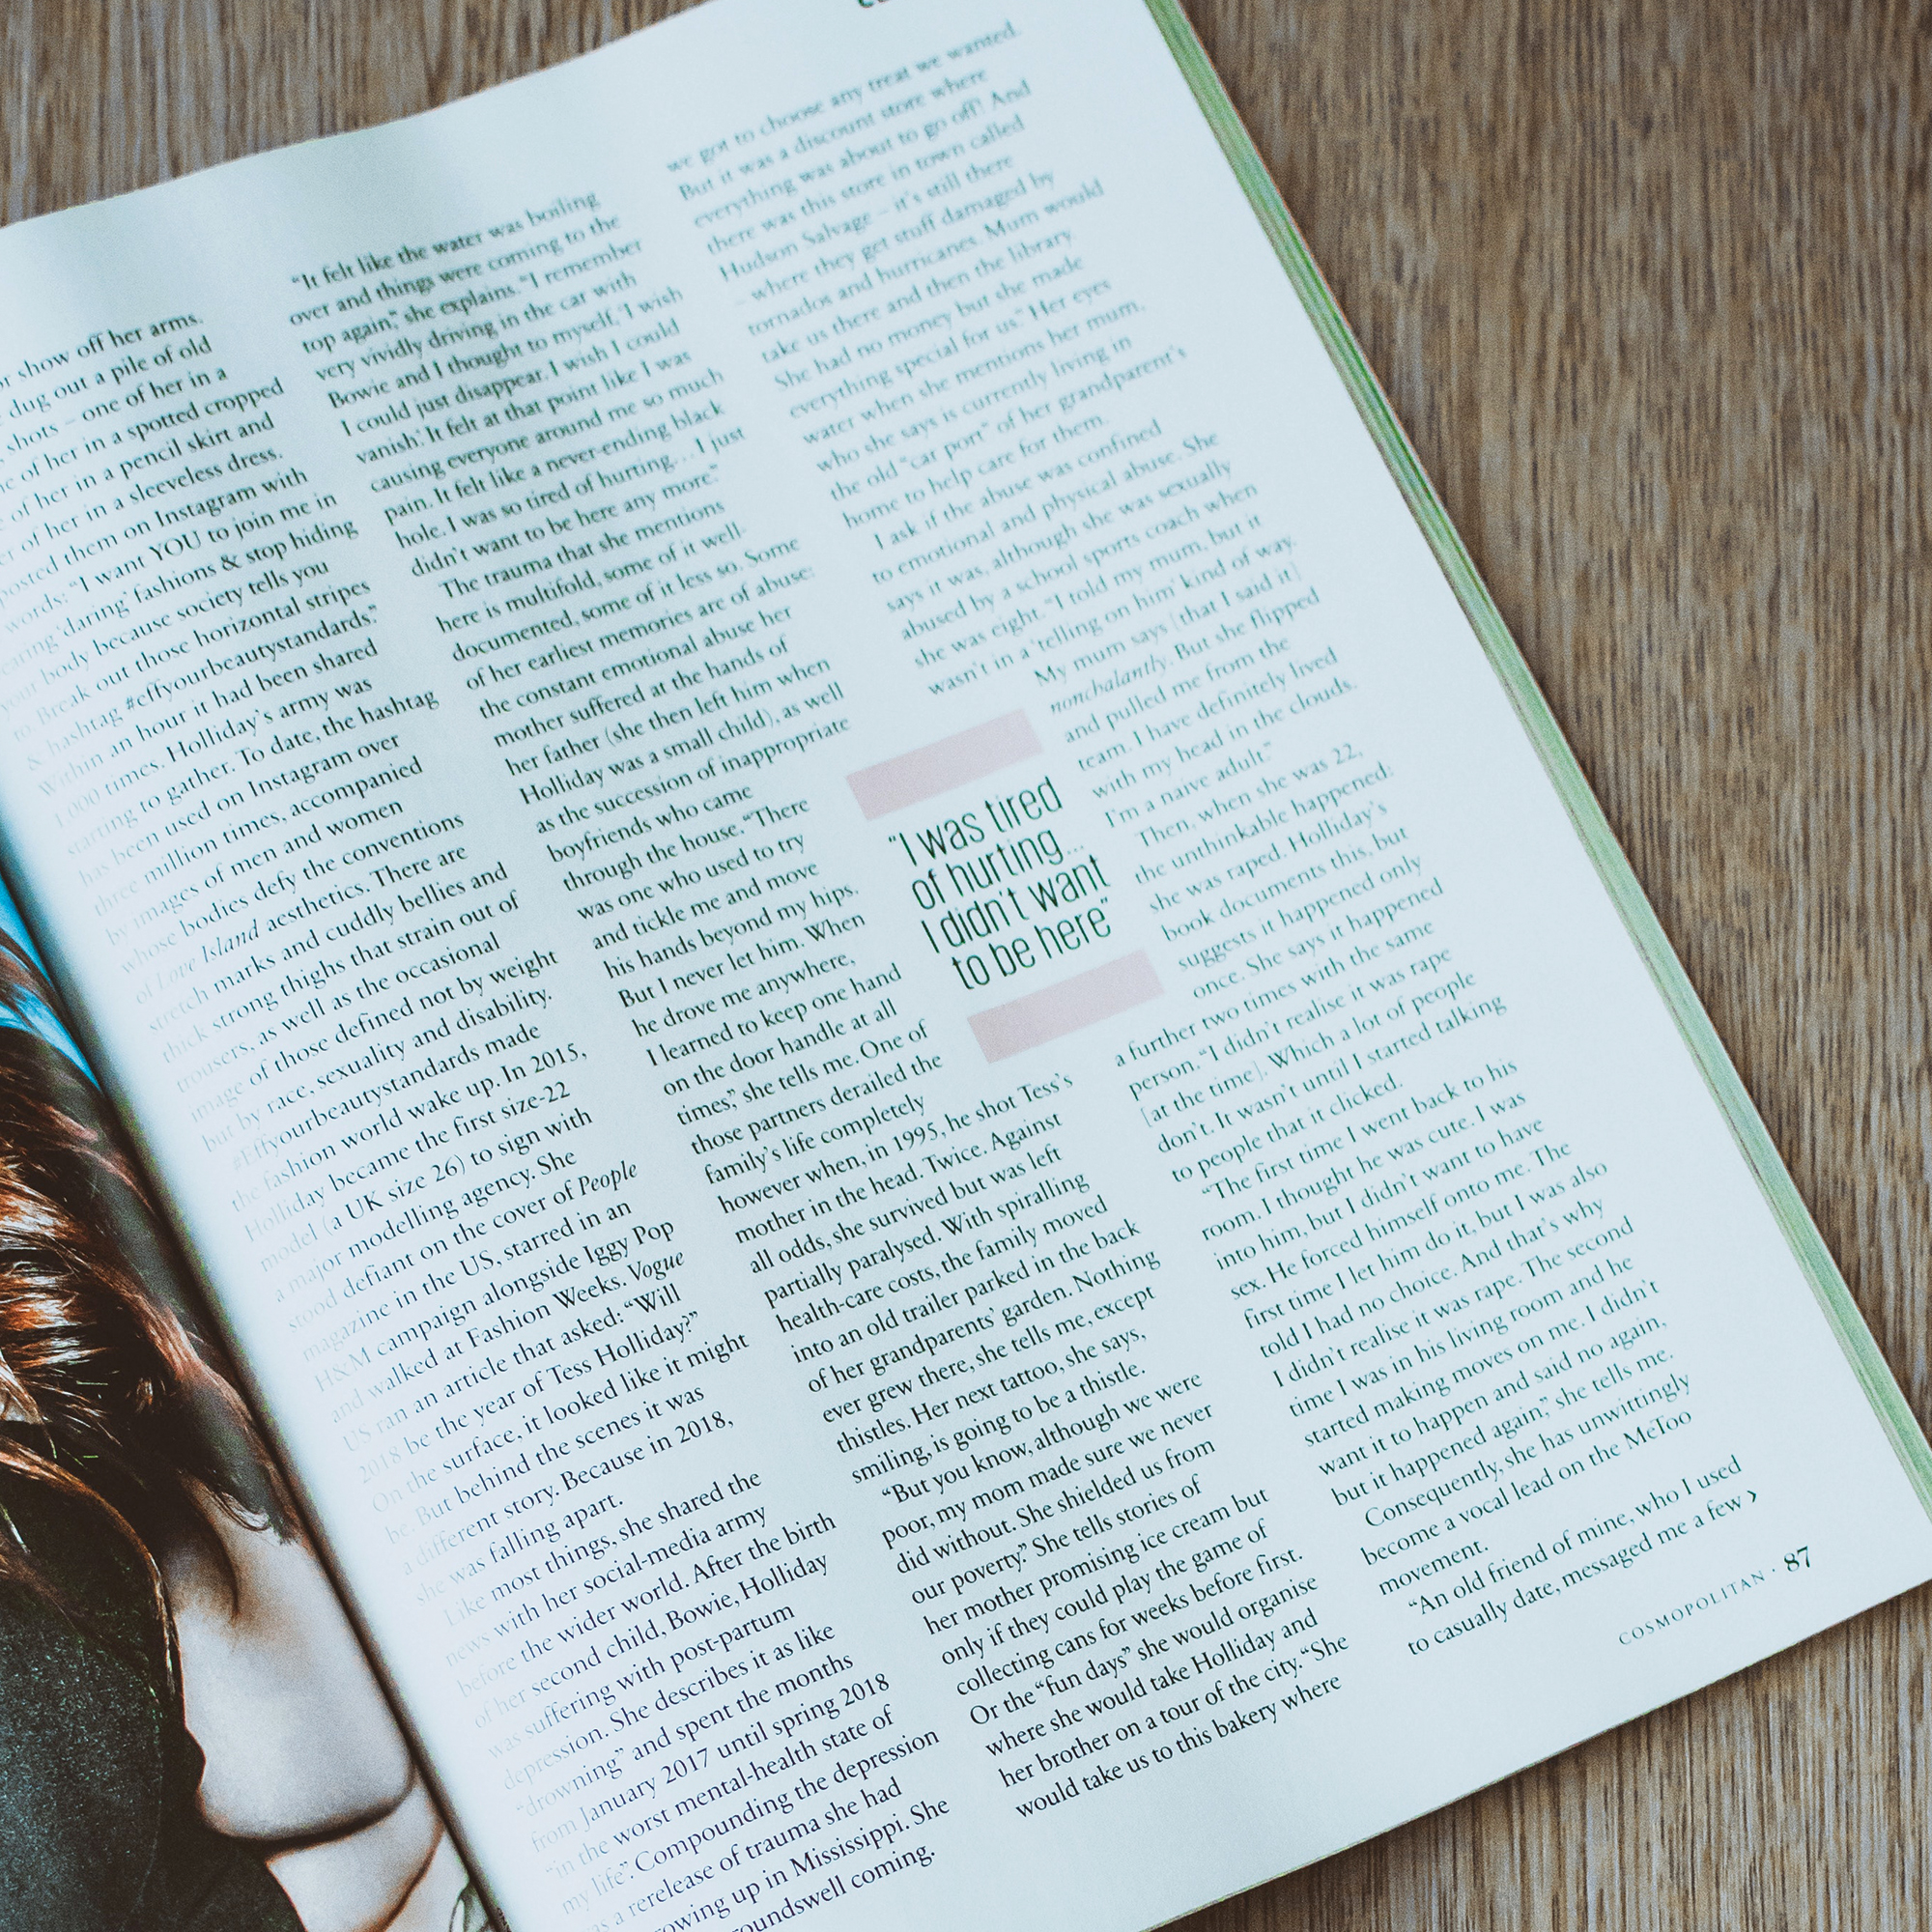 r show off her arms.
dug out a pile of old
shots – one of her in a
of her in a spotted cropped
of her in a pencil skirt and
of her in a sleeveless dress.
posted them on Instagram with
words: “I want YOU to join me in
‘daring’ fashions & stop hiding
your body because society tells you
to. Break out those horizontal stripes
& hashtag #effyourbeautystandards.”
Within an hour it had been shared
1,000 times. Holliday’s army was
starting to gather. To date, the hashtag
has been used on Instagram over
three million times, accompanied
by images of men and women
whose bodies defy the conventions
of Love Island aesthetics. There are
stretch marks and cuddly bellies and
thick strong thighs that strain out of
trousers, as well as the occasional
image of those defined not by weight
but by race, sexuality and disability.
#Effyourbeautystandards made
the fashion world wake up. In 2015,
Holliday became the first size-22
model (a UK size 26) to sign with
a major modelling agency. She
stood defiant on the cover of People
magazine in the US, starred in an
H&M campaign alongside Iggy Pop
and walked at Fashion Weeks. Vogue
US ran an article that asked: “Will
2018 be the year of Tess Holliday?”
On the surface, it looked like it might
be. But behind the scenes it was
a different story. Because in 2018,
she was falling apart.
Like most things, she shared the
news with her social-media army
before the wider world. After the birth
of her second child, Bowie, Holliday
was suffering with post-partum
depression. She describes it as like
“drowning” and spent the months
from January 2017 until spring 2018
“in the worst mental-health state of
my life”. Compounding the depression
was a rerelease of trauma she had
growing up in Mississippi. She
groundswell coming.
“It felt like the water was boiling
over and things were coming to the
top again,” she explains. “I remember
very vividly driving in the car with
Bowie and I thought to myself, ‘I wish
I could just disappear. I wish I could
vanish.’ It felt at that point like I was
causing everyone around me so much
pain. It felt like a never-ending black
hole. I was so tired of hurting… I just
didn’t want to be here any more.”
The trauma that she mentions
here is multifold, some of it well-
documented, some of it less so. Some
of her earliest memories are of abuse:
the constant emotional abuse her
mother suffered at the hands of
her father (she then left him when
Holliday was a small child), as well
as the succession of inappropriate
boyfriends who came
through the house. “There
was one who used to try
and tickle me and move
his hands beyond my hips.
But I never let him. When
he drove me anywhere,
I learned to keep one hand
on the door handle at all
times,” she tells me. One of
those partners derailed the
family’s life completely
however when, in 1995, he shot Tess’s
mother in the head. Twice. Against
all odds, she survived but was left
partially paralysed. With spiralling
health-care costs, the family moved
into an old trailer parked in the back
of her grandparents’ garden. Nothing
ever grew there, she tells me, except
thistles. Her next tattoo, she says,
smiling, is going to be a thistle.
“But you know, although we were
poor, my mom made sure we never
did without. She shielded us from
our poverty.” She tells stories of
her mother promising ice cream but
only if they could play the game of
collecting cans for weeks before first.
Or the “fun days” she would organise
where she would take Holliday and
her brother on a tour of the city. “She
would take us to this bakery where
we got to choose any treat we wanted.
But it was a discount store where
everything was about to go off! And
there was this store in town called
Hudson Salvage – it’s still there
– where they get stuff damaged by
tornados and hurricanes. Mum would
take us there and then the library.
She had no money but she made
everything special for us.” Her eyes
water when she mentions her mum,
who she says is currently living in
the old “car port” of her grandparent’s
home to help care for them.
I ask if the abuse was confined
to emotional and physical abuse. She
says it was, although she was sexually
abused by a school sports coach when
she was eight. “I told my mum, but it
wasn’t in a ‘telling on him’ kind of way.
My mum says [that I said it]
nonchalantly. But she flipped
and pulled me from the
team. I have definitely lived
with my head in the clouds.
I’m a naive adult.”
Then, when she was 22,
the unthinkable happened:
she was raped. Holliday’s
book documents this, but
suggests it happened only
once. She says it happened
a further two times with the same
person. “I didn’t realise it was rape
[at the time]. Which a lot of people
don’t. It wasn’t until I started talking
to people that it clicked.
“The first time I went back to his
room. I thought he was cute. I was
into him, but I didn’t want to have
sex. He forced himself onto me. The
first time I let him do it, but I was also
told I had no choice. And that’s why
I didn’t realise it was rape. The second
time I was in his living room and he
started making moves on me. I didn’t
want it to happen and said no again,
but it happened again,” she tells me.
Consequently, she has unwittingly
become a vocal lead on the MeToo
movement.
“An old friend of mine, who I used
to casually date, messaged me a few ›
“I was tired
of hurting…
I didn’t want
to be here”
COSMOPOLITAN · 87